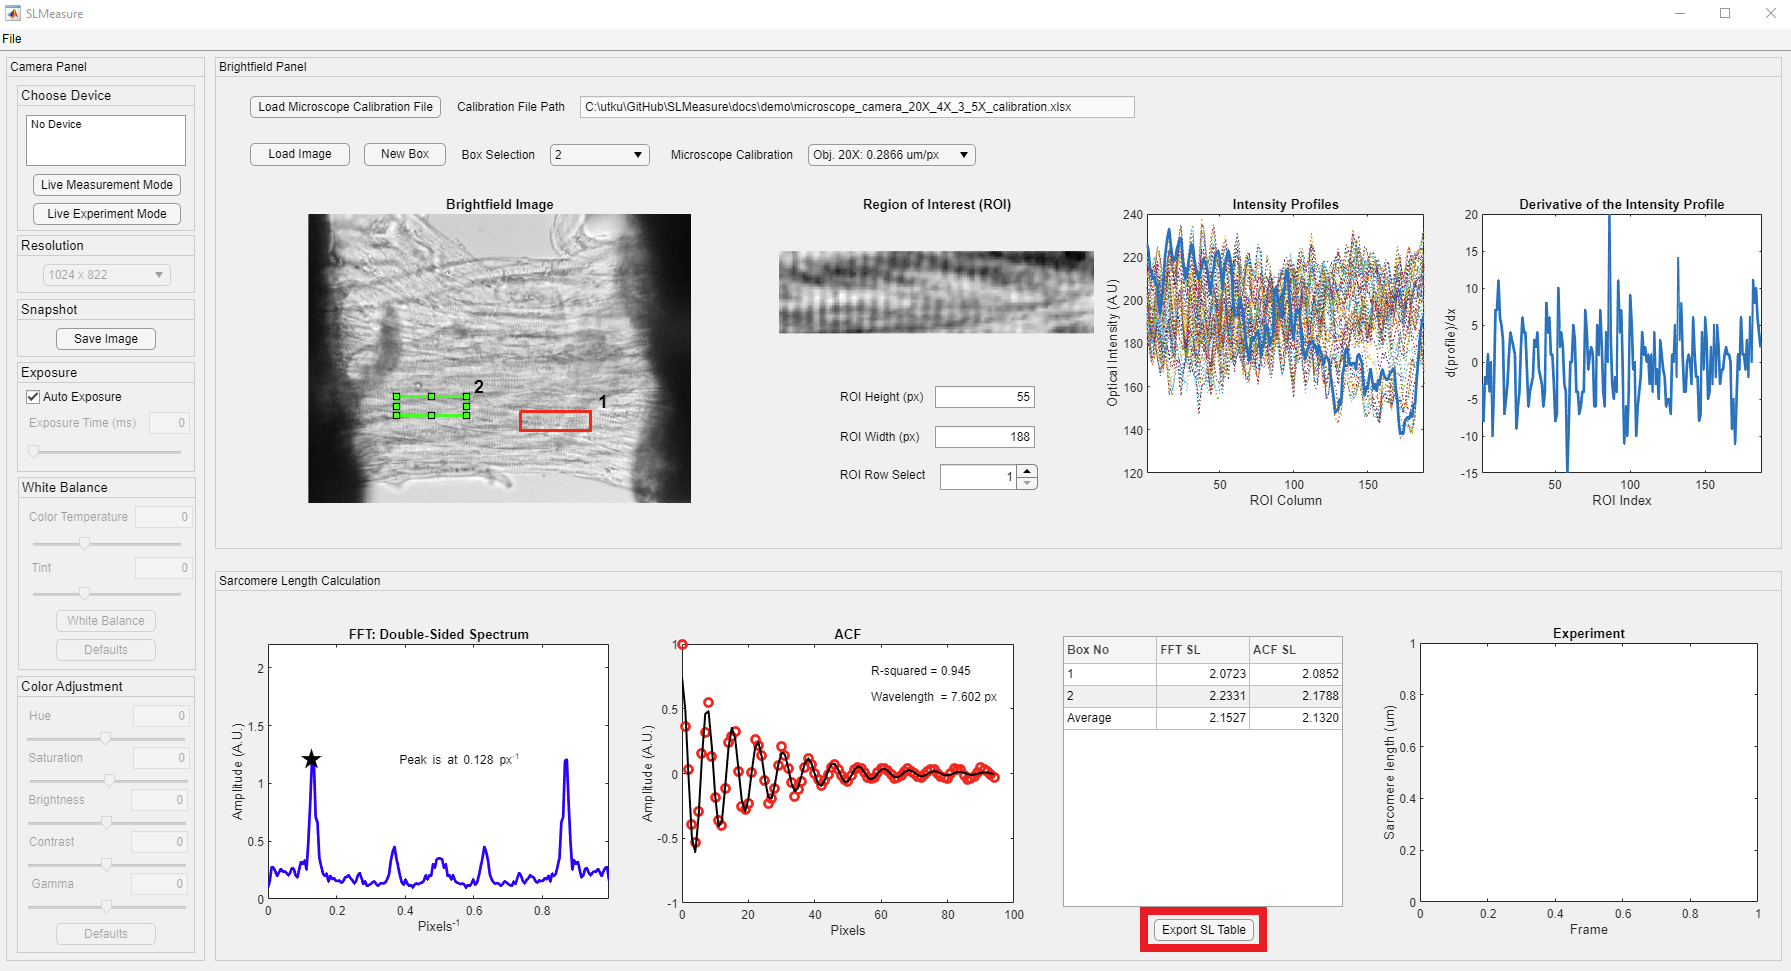 SLMeasure
File
Camera Panel
Choose Device
No Device
Live Measurement Mode
Live Experiment Mode
Resolution
1024 x 822
Snapshot
Save Image
Exposure
Auto Exposure
Exposure Time (ms) 0
White Balance
Color Temperature 0
Tint 0
White Balance
Defaults
Color Adjustment
Hue 0
Saturation 0
Brightness 0
Contrast 0
Gamma 0
Defaults
Brightfield Panel
Load Microscope Calibration File Calibration File Path C:\utku\GitHub\SLMeasure\docs\demo\microscope_camera_20X_4X_3_5X_calibration.xlsx
Load Image New Box Box Selection 2 Microscope Calibration Obj. 20X: 0.2866 um/px
Brightfield Image
2
1
Region of Interest (ROI)
ROI Height (px) 55
ROI Width (px) 188
ROI Row Select 1
Intensity Profiles
Optical Intensity (A.U)
240
220
200
180
160
140
120
50 100 150
ROI Column
Derivative of the Intensity Profile
d(profile)/dx
20
15
10
5
0
-5
-10
-15
50 100 150
ROI Index
Sarcomere Length Calculation
FFT: Double-Sided Spectrum
Amplitude (A.U.)
2
1.5
1
0.5
0
Peak is at 0.128 px-1
0 0.2 0.4 0.6 0.8
Pixels-1
ACF
Amplitude (A.U.)
1
0.5
0
-0.5
-1
R-squared = 0.945
Wavelength = 7.602 px
0 20 40 60 80 100
Pixels
Box No FFT SL ACF SL
1 2.0723 2.0852
2 2.2331 2.1788
Average 2.1527 2.1320
Export SL Table
Experiment
Sarcomere length (um)
1
0.8
0.6
0.4
0.2
0
0 0.2 0.4 0.6 0.8 1
Frame